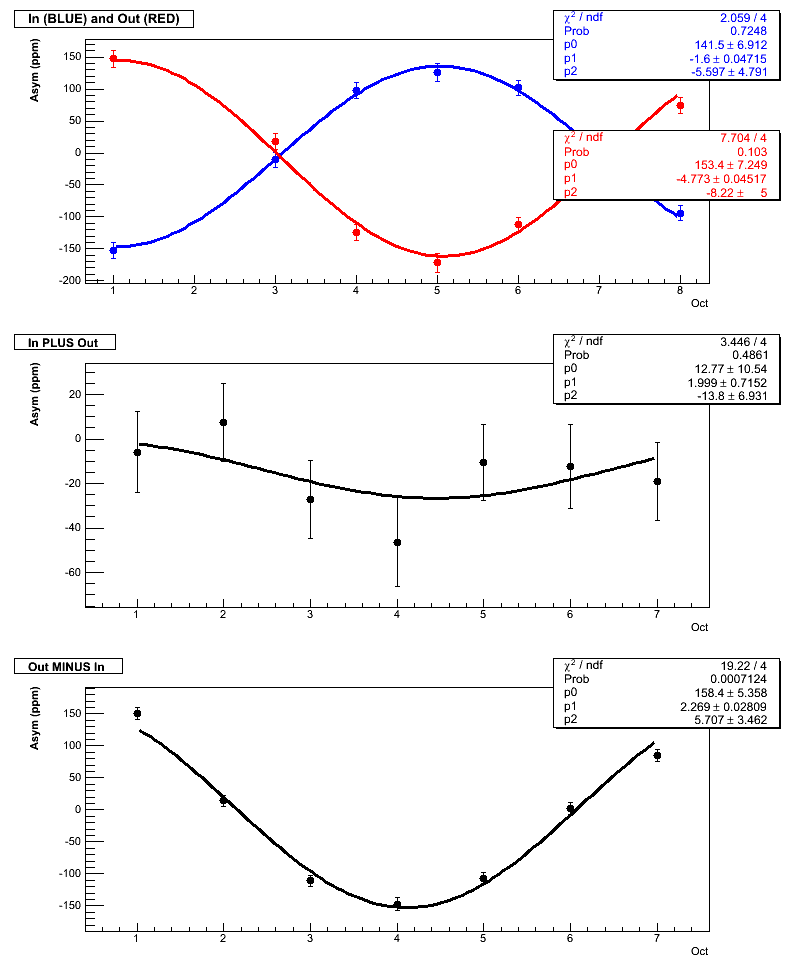 In (BLUE) and Out (RED)
χ² / ndf 2.059 / 4
Prob 0.7248
p0 141.5 ± 6.912
p1 -1.6 ± 0.04715
p2 -5.597 ± 4.791
Asym (ppm)
150
100
50
0
-50
-100
-150
-200
χ² / ndf 7.704 / 4
Prob 0.103
p0 153.4 ± 7.249
p1 -4.773 ± 0.04517
p2 -8.22 ± 5
1 2 3 4 5 6 7 8
Oct
In PLUS Out
χ² / ndf 3.446 / 4
Prob 0.4861
p0 12.77 ± 10.54
p1 1.999 ± 0.7152
p2 -13.8 ± 6.931
Asym (ppm)
20
0
-20
-40
-60
1 2 3 4 5 6 7
Oct
Out MINUS In
χ² / ndf 19.22 / 4
Prob 0.0007124
p0 158.4 ± 5.358
p1 2.269 ± 0.02809
p2 5.707 ± 3.462
Asym (ppm)
150
100
50
0
-50
-100
-150
1 2 3 4 5 6 7
Oct